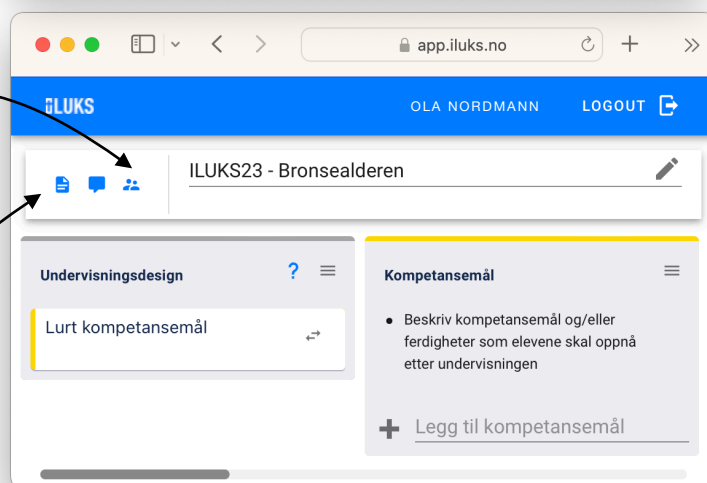 app.iluks.no
ILUKS
OLA NORDMANN
LOGOUT
ILUKS23 - Bronsealderen
Undervisningsdesign
?
Lurt kompetansemål
Kompetansemål
Beskriv kompetansemål og/eller
ferdigheter som elevene skal oppnå
etter undervisningen
Legg til kompetansemål